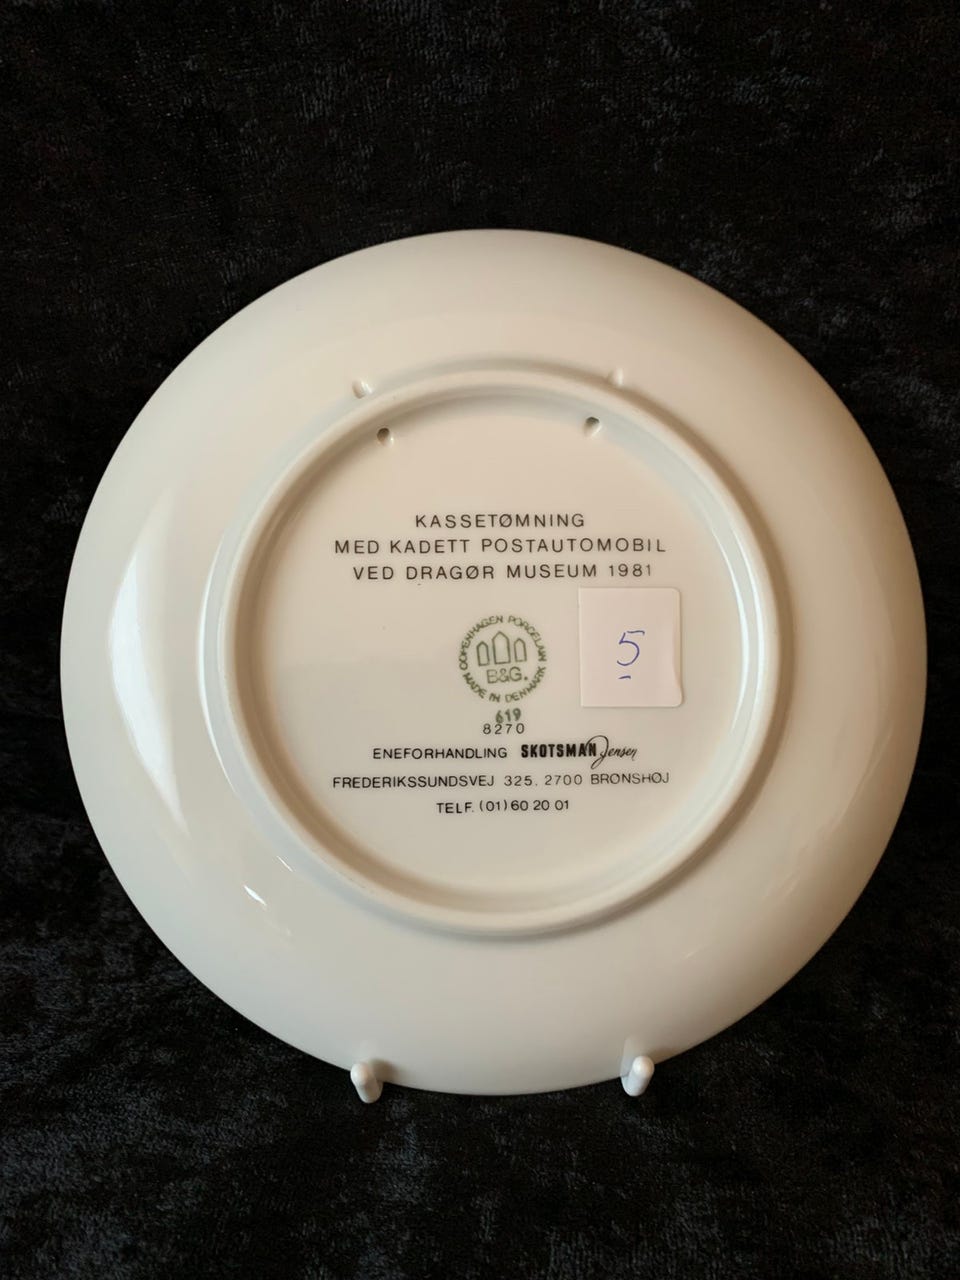 KASSETØMNING
MED KADETT POSTAUTOMOBIL
VED DRAGØR MUSEUM 1981
5
COPENHAGEN PORCELAIN
B&G.
MADE IN DENMARK
619
8270
ENEFORHANDLING SKOTSMAN Jensen
FREDERIKSSUNDSVEJ 325, 2700 BRØNSHØJ
TELF. (01) 60 20 01